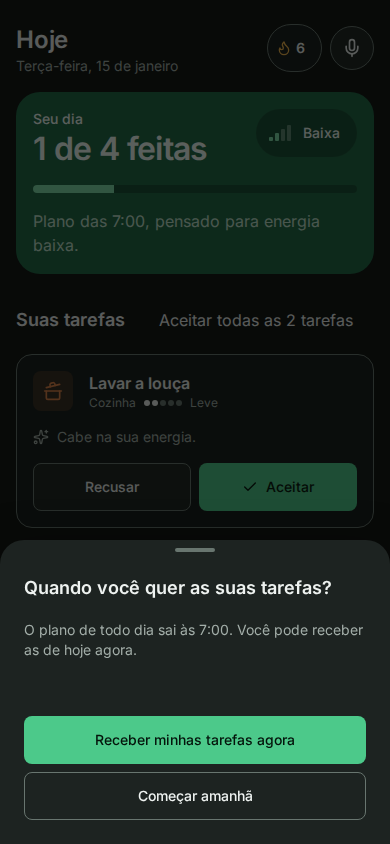 Hoje
Terça-feira, 15 de janeiro
6
Seu dia
1 de 4 feitas
Baixa
Plano das 7:00, pensado para energia
baixa.
Suas tarefas
Aceitar todas as 2 tarefas
Lavar a louça
Cozinha
Leve
Cabe na sua energia.
Recusar
Aceitar
Quando você quer as suas tarefas?
O plano de todo dia sai às 7:00. Você pode receber
as de hoje agora.
Receber minhas tarefas agora
Começar amanhã